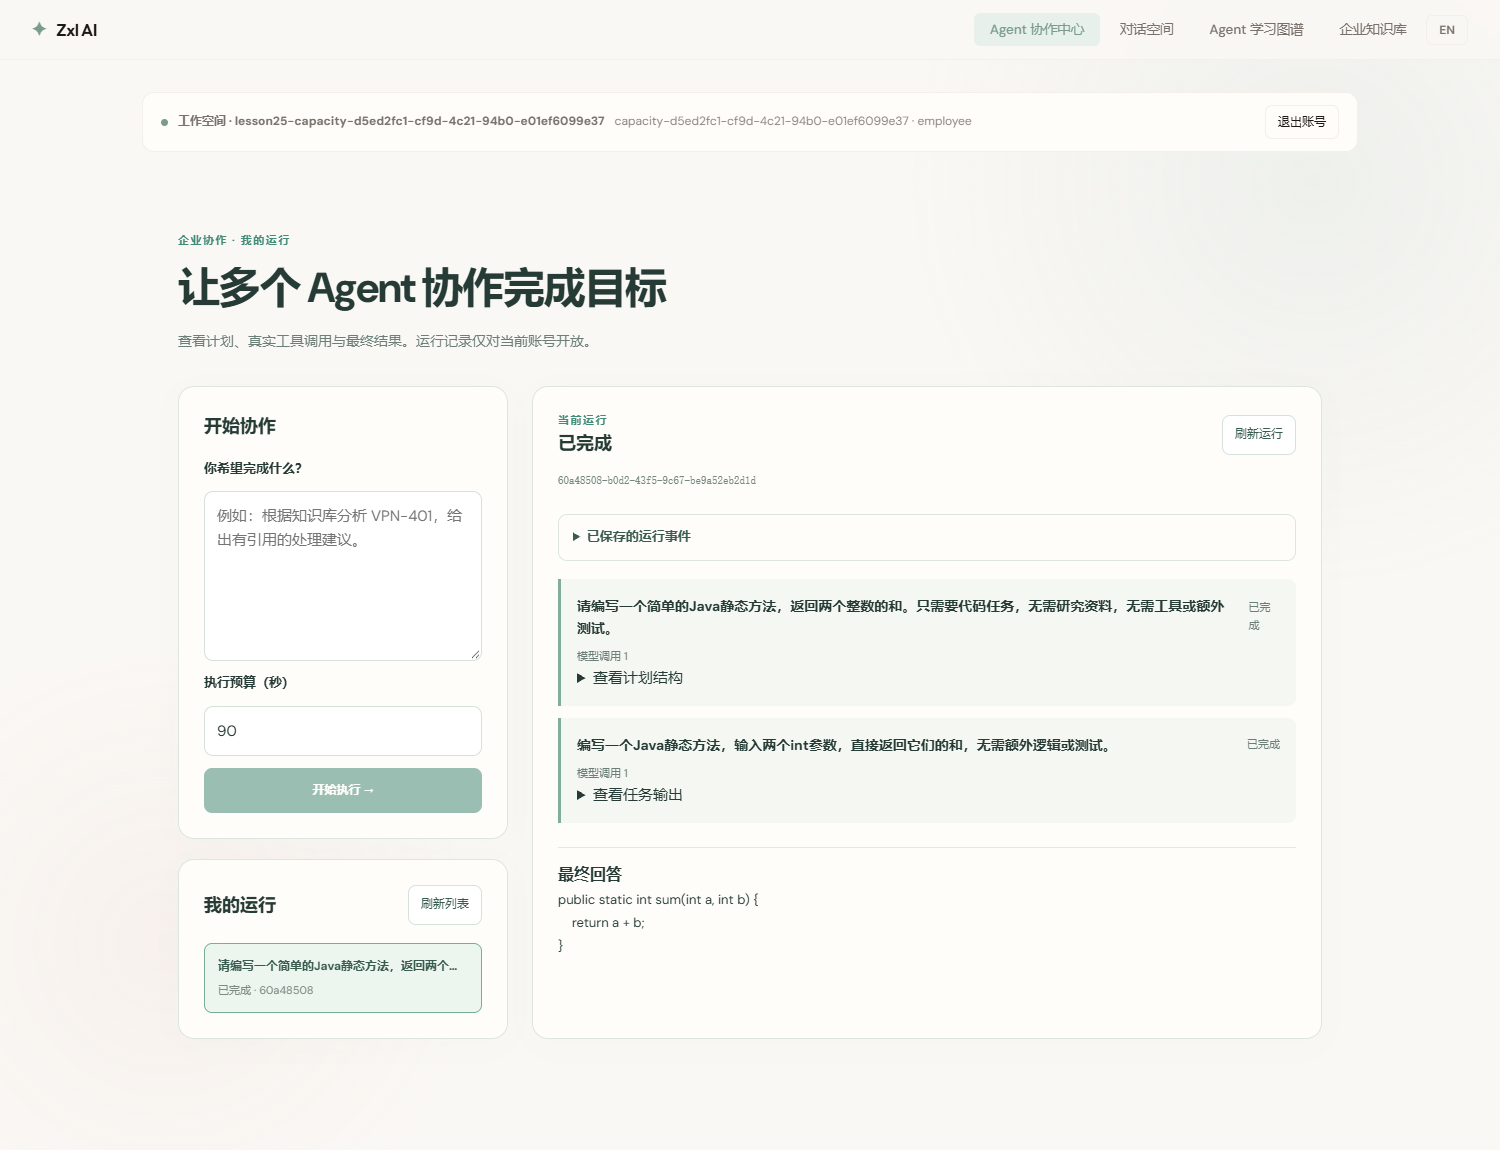 Zxl AI
Agent 协作中心
对话空间
Agent 学习图谱
企业知识库
EN
工作空间 · lesson25-capacity-d5ed2fc1-cf9d-4c21-94b0-e01ef6099e37 capacity-d5ed2fc1-cf9d-4c21-94b0-e01ef6099e37 · employee
退出账号
企业协作 · 我的运行
让多个 Agent 协作完成目标
查看计划、真实工具调用与最终结果。运行记录仅对当前账号开放。
开始协作
你希望完成什么？
例如：根据知识库分析 VPN-401，给
出有引用的处理建议。
执行预算（秒）
90
开始执行 →
我的运行
刷新列表
请编写一个简单的Java静态方法，返回两个...
已完成 · 60a48508
当前运行
已完成
刷新运行
60a48508-b0d2-43f5-9c67-be9a52eb2d1d
已保存的运行事件
请编写一个简单的Java静态方法，返回两个整数的和。只需要代码任务，无需研究资料，无需工具或额外
测试。
已完
成
模型调用 1
查看计划结构
编写一个Java静态方法，输入两个int参数，直接返回它们的和，无需额外逻辑或测试。
已完成
模型调用 1
查看任务输出
最终回答
public static int sum(int a, int b) {
return a + b;
}